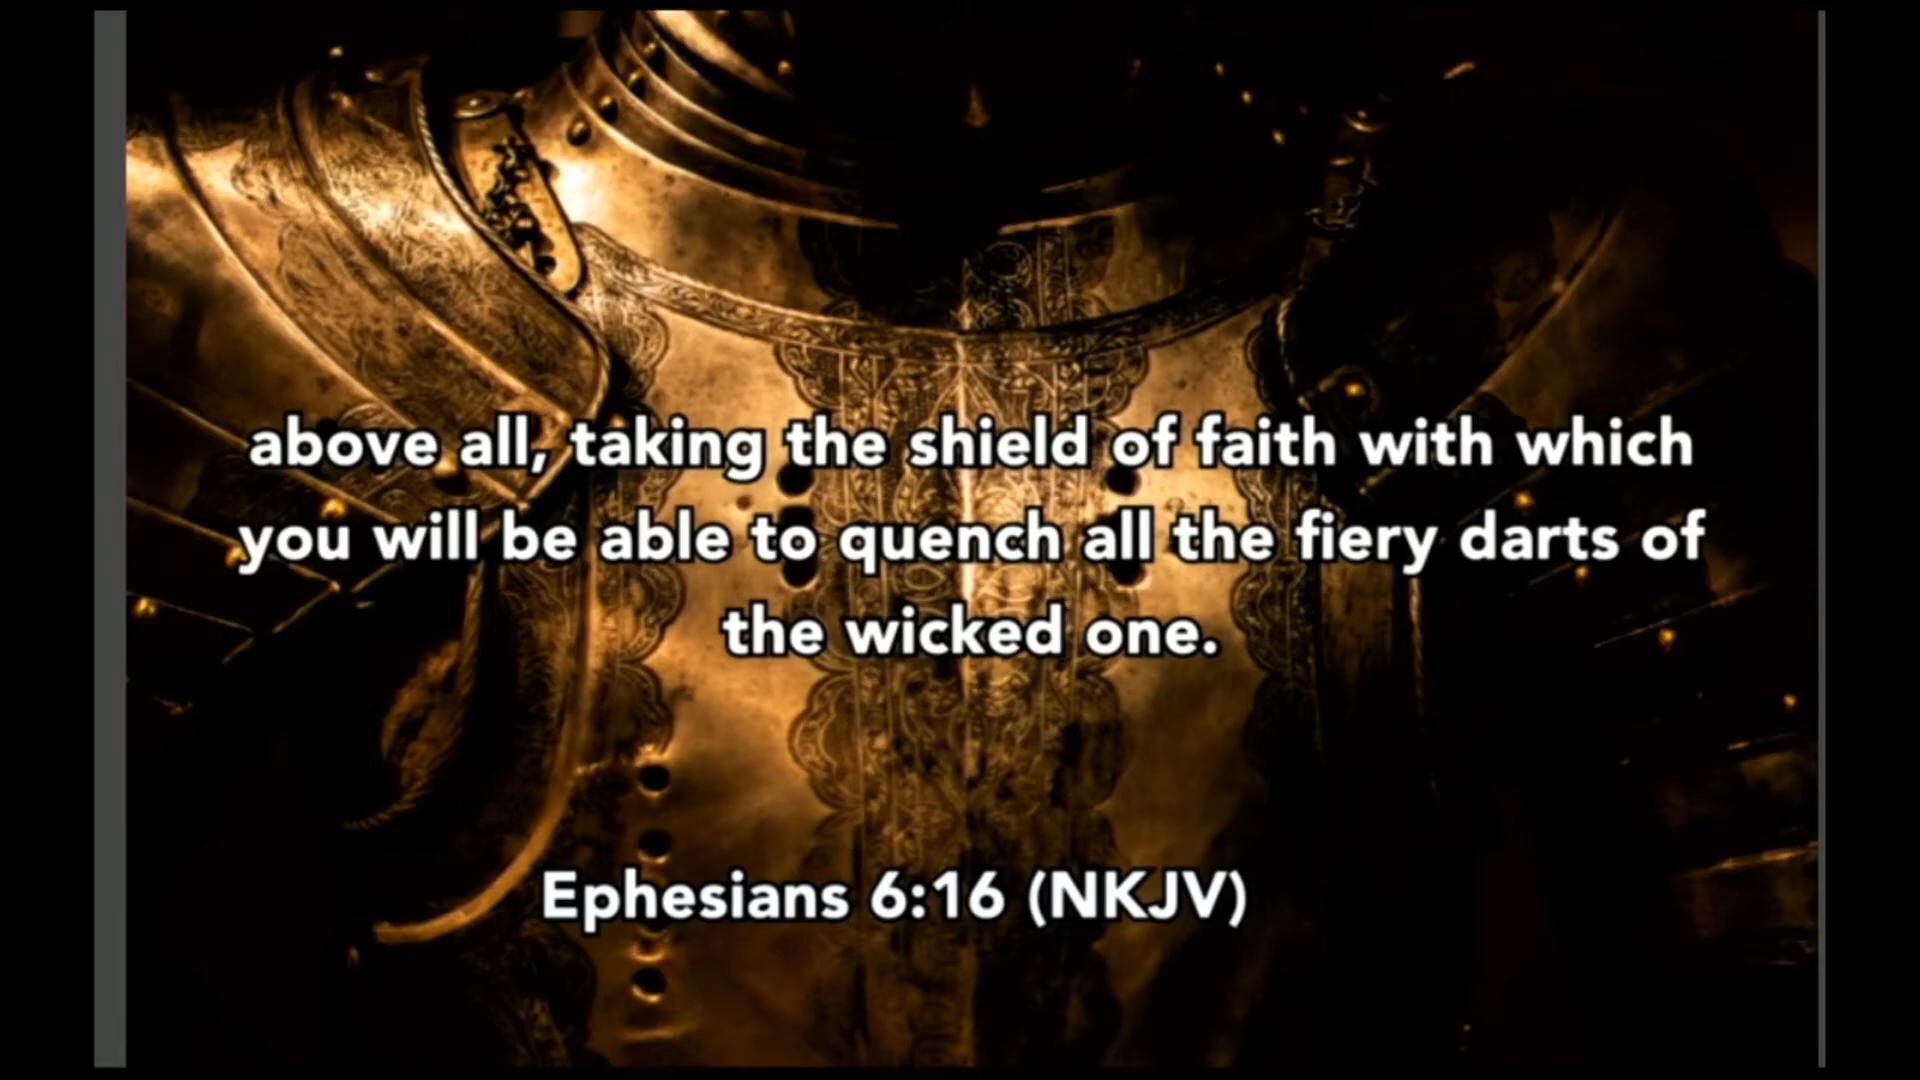 above all, taking the shield of faith with which
you will be able to quench all the fiery darts of
the wicked one.
Ephesians 6:16 (NKJV)